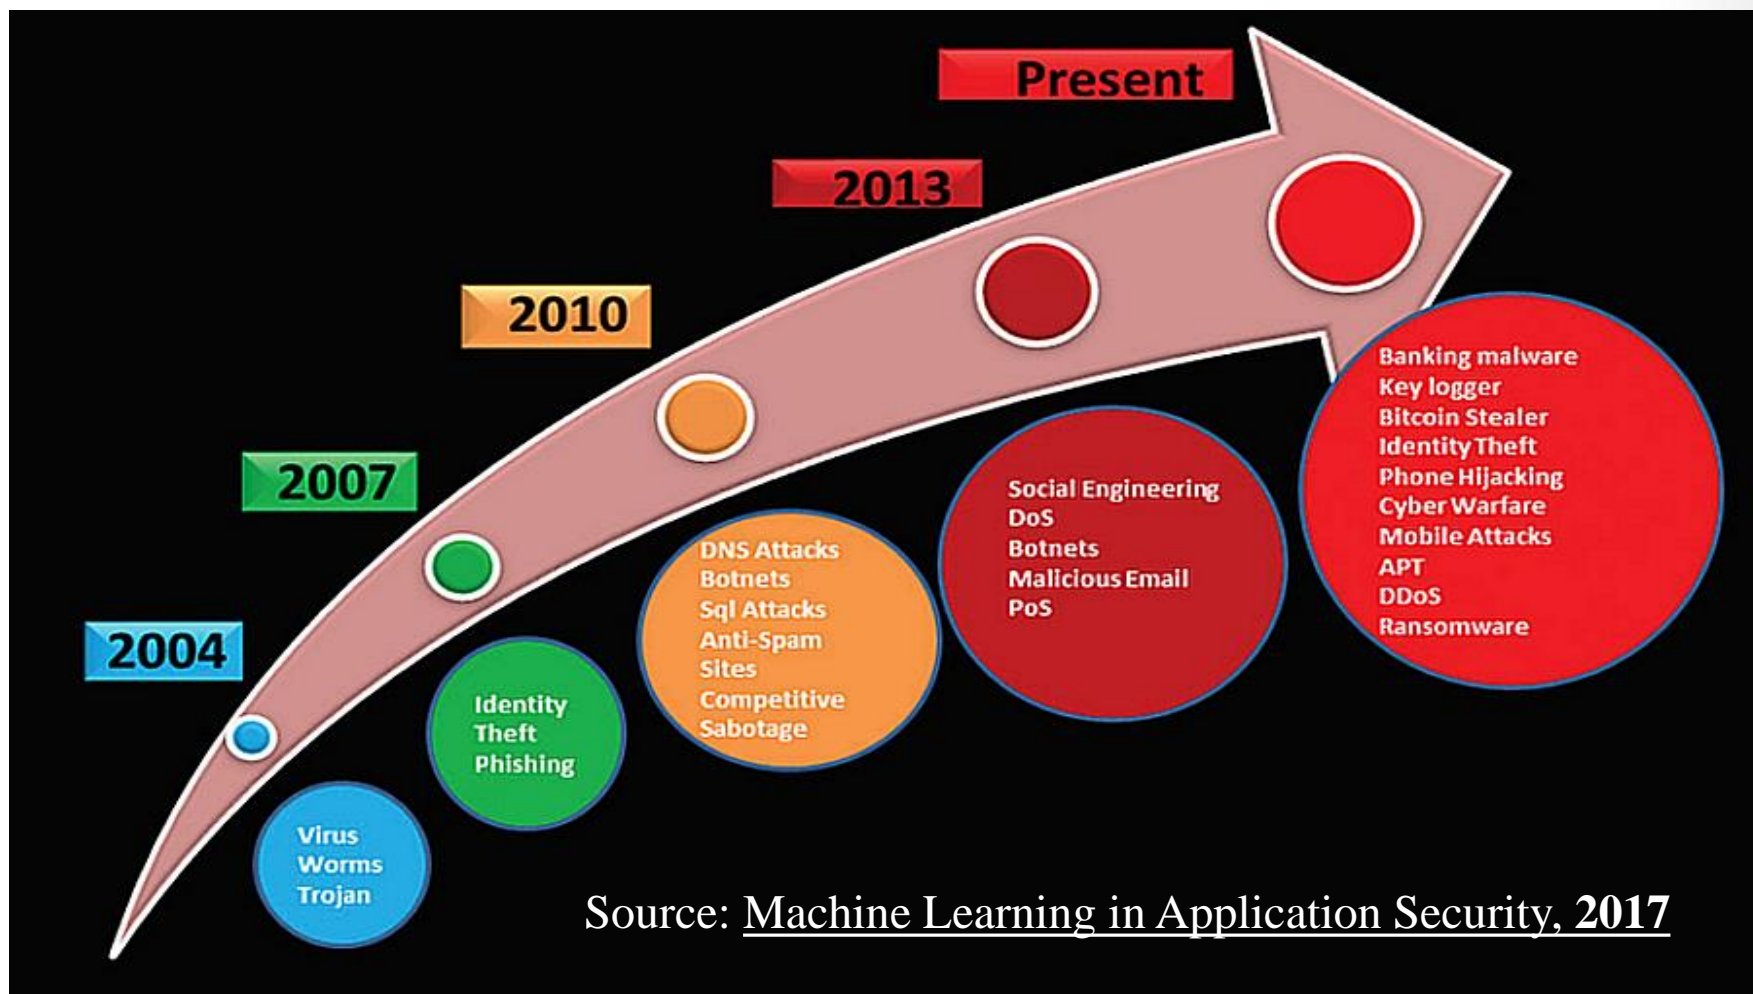 Present
2013
2010
2007
2004
Virus
Worms
Trojan
Identity
Theft
Phishing
DNS Attacks
Botnets
Sql Attacks
Anti-Spam
Sites
Competitive
Sabotage
Social Engineering
DoS
Botnets
Malicious Email
PoS
Banking malware
Key logger
Bitcoin Stealer
Identity Theft
Phone Hijacking
Cyber Warfare
Mobile Attacks
APT
DDoS
Ransomware
Source: Machine Learning in Application Security, 2017